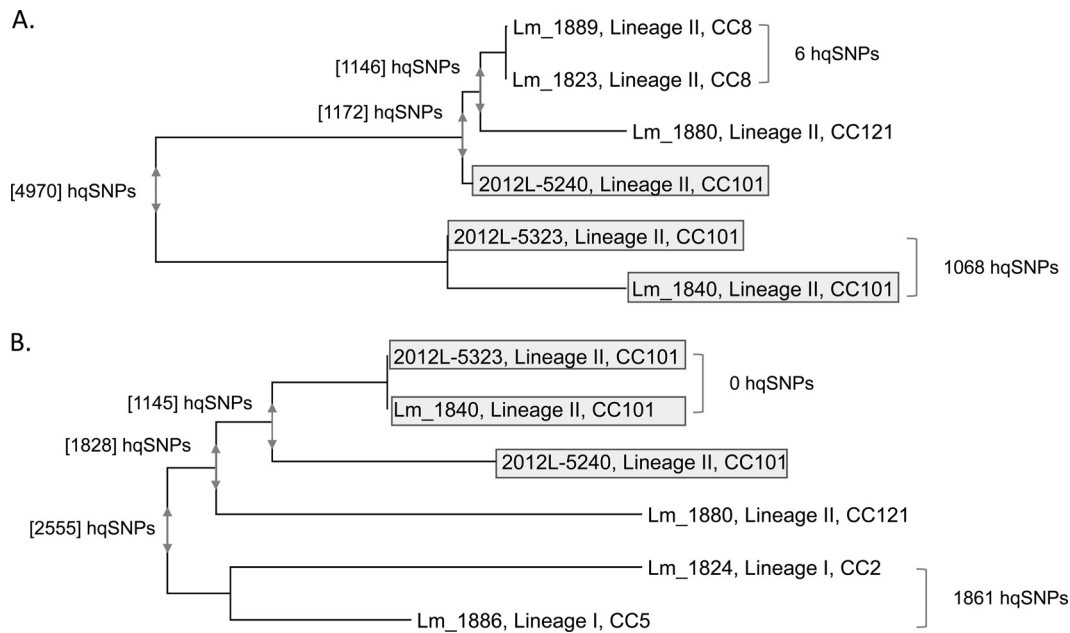 A.
Lm_1889, Lineage II, CC8
6 hqSNPs
[1146] hqSNPs
Lm_1823, Lineage II, CC8
[1172] hqSNPs
Lm_1880, Lineage II, CC121
[4970] hqSNPs
2012L-5240, Lineage II, CC101
2012L-5323, Lineage II, CC101
1068 hqSNPs
Lm_1840, Lineage II, CC101
B.
2012L-5323, Lineage II, CC101
0 hqSNPs
[1145] hqSNPs
Lm_1840, Lineage II, CC101
[1828] hqSNPs
2012L-5240, Lineage II, CC101
Lm_1880, Lineage II, CC121
[2555] hqSNPs
Lm_1824, Lineage I, CC2
1861 hqSNPs
Lm_1886, Lineage I, CC5